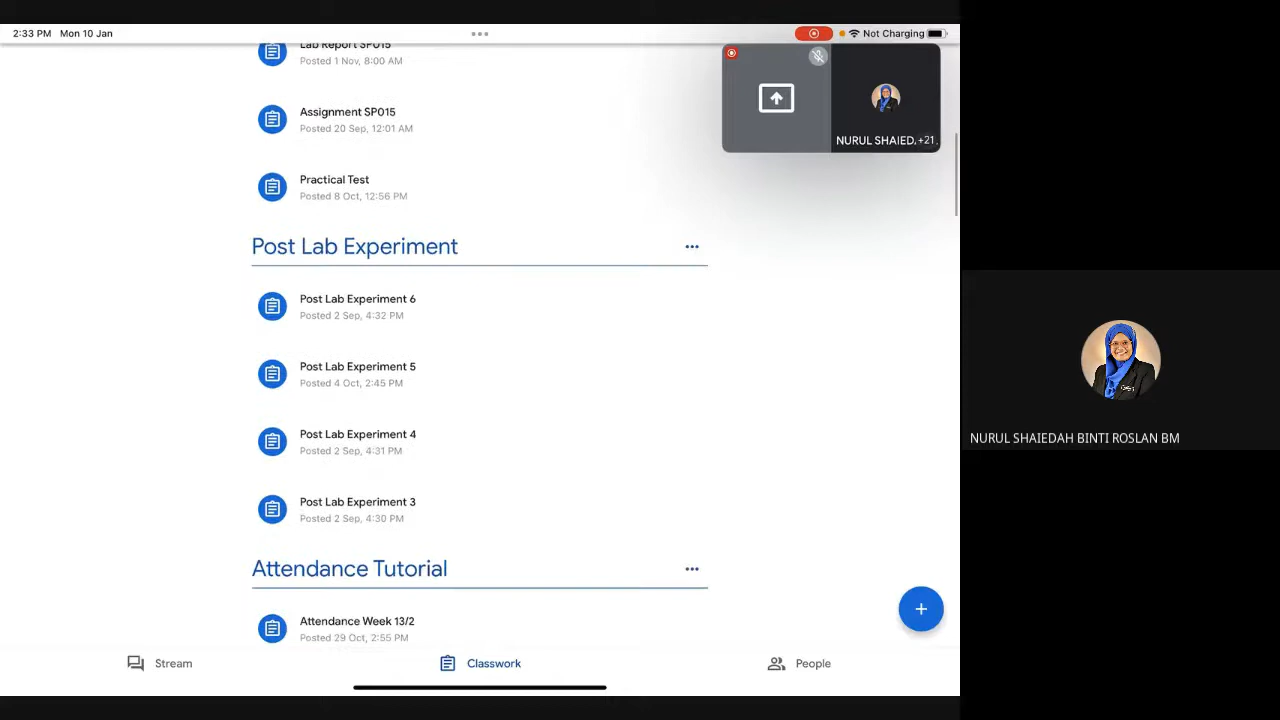 2:33 PM Mon 10 Jan
Not Charging
Lab Report SP015
Posted 1 Nov, 8:00 AM
Assignment SP015
Posted 20 Sep, 12:01 AM
NURUL SHAIED. +21
Practical Test
Posted 8 Oct, 12:56 PM
Post Lab Experiment
Post Lab Experiment 6
Posted 2 Sep, 4:32 PM
Post Lab Experiment 5
Posted 4 Oct, 2:45 PM
Post Lab Experiment 4
Posted 2 Sep, 4:31 PM
NURUL SHAIEDAH BINTI ROSLAN BM
Post Lab Experiment 3
Posted 2 Sep, 4:30 PM
Attendance Tutorial
Attendance Week 13/2
Posted 29 Oct, 2:55 PM
Stream
Classwork
People